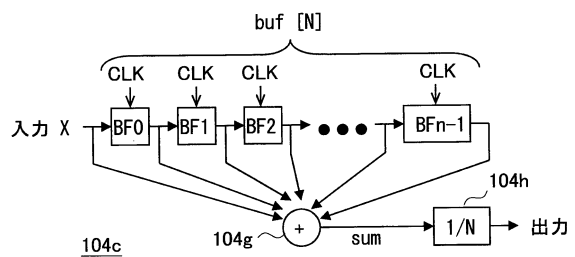 buf [N]
CLK CLK CLK CLK
入力 X BF0 BF1 BF2 ●●● BFn-1
104h
104c 104g + sum 1/N 出力